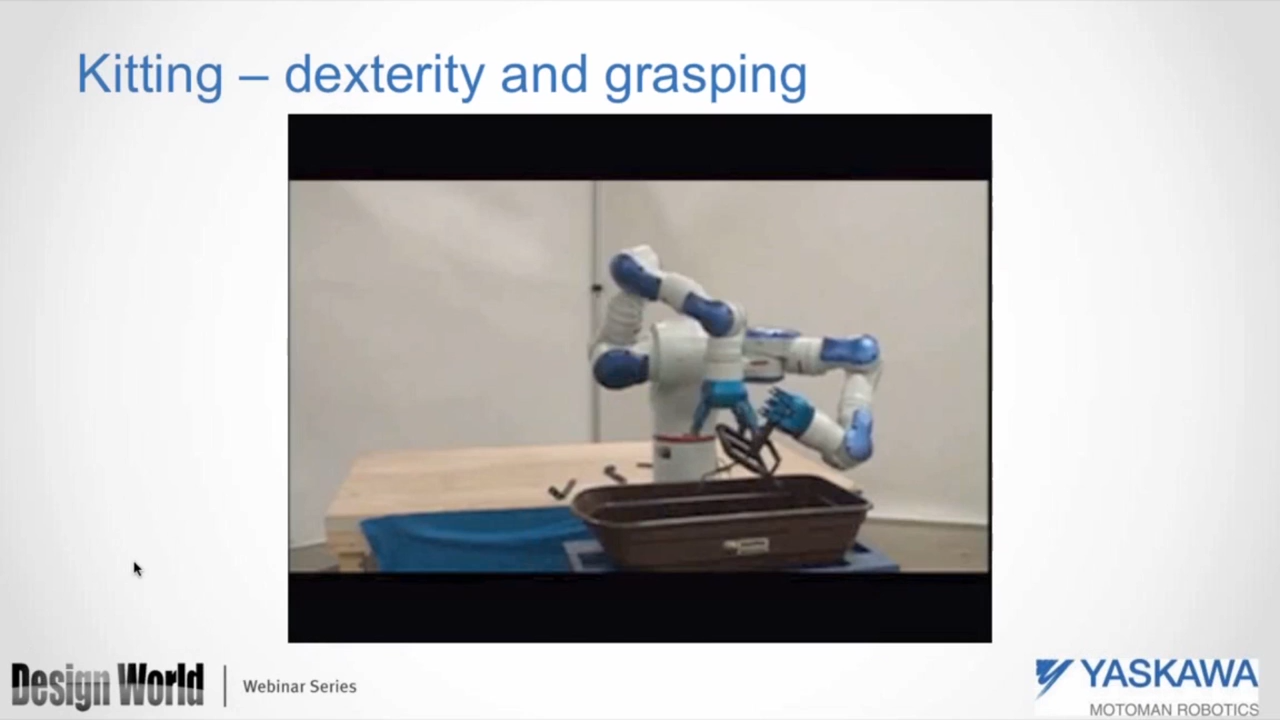 Kitting – dexterity and grasping
Design World
Webinar Series
YASKAWA
MOTOMAN ROBOTICS